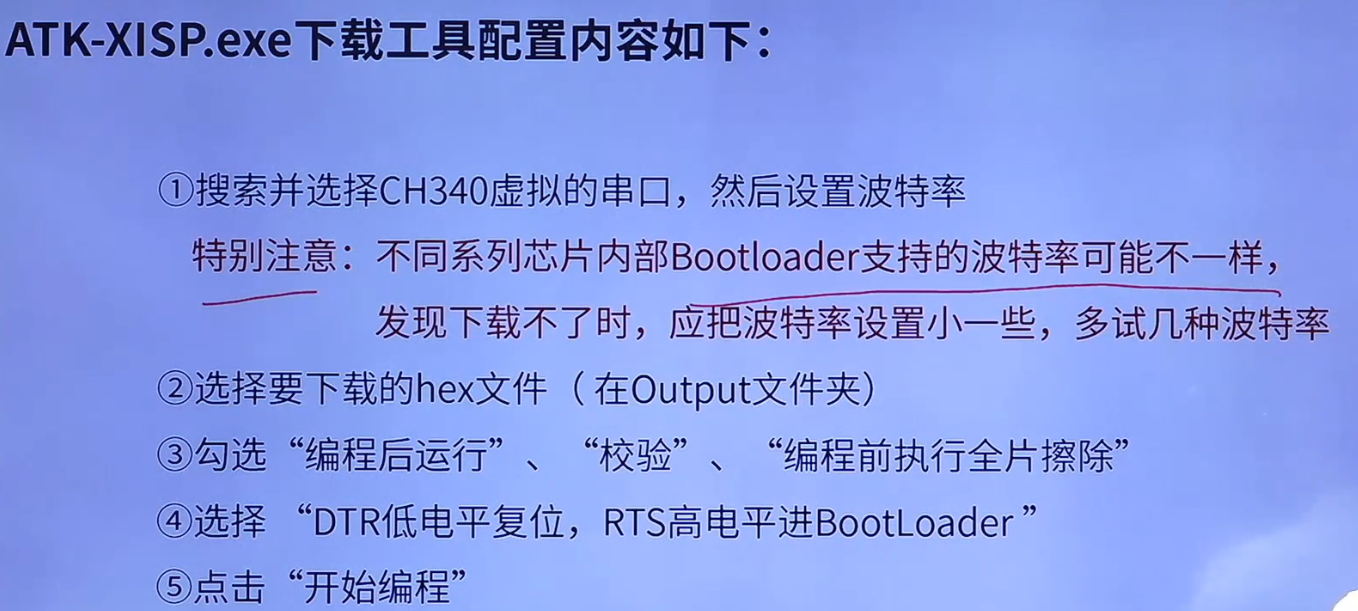 ATK-XISP.exe下载工具配置内容如下：
①搜索并选择CH340虚拟的串口，然后设置波特率
特别注意：不同系列芯片内部Bootloader支持的波特率可能不一样，
发现下载不了时，应把波特率设置小一些，多试几种波特率
②选择要下载的hex文件（ 在Output文件夹）
③勾选“编程后运行”、 “校验”、 “编程前执行全片擦除”
④选择 “DTR低电平复位，RTS高电平进BootLoader ”
⑤点击“开始编程”